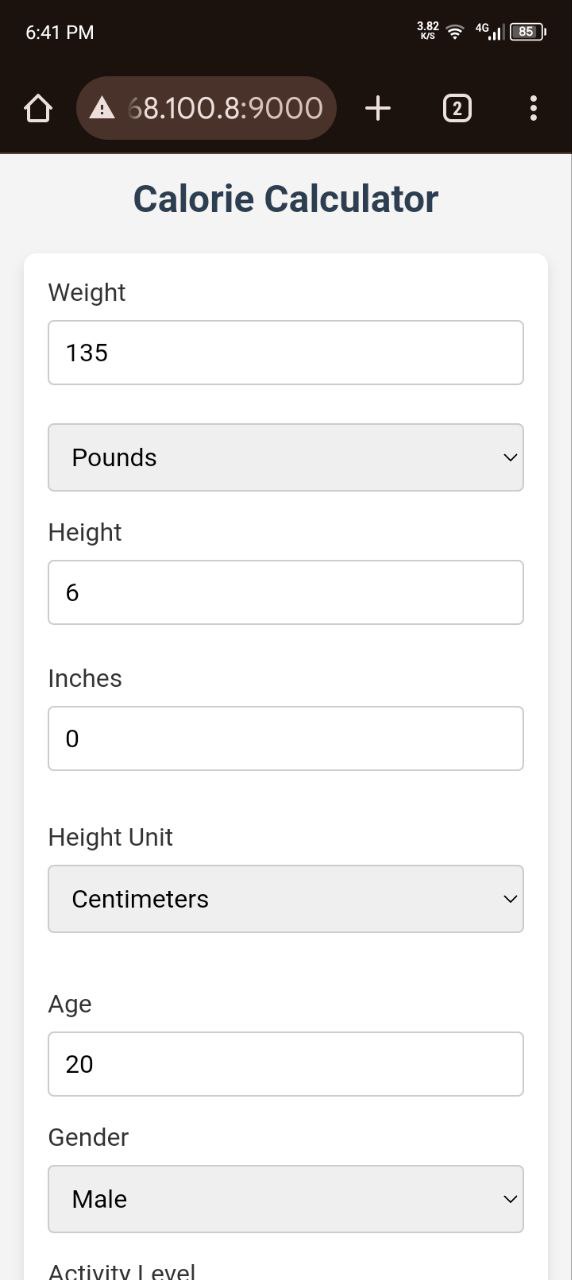 6:41 PM
3.82
K/S
4G
85
68.100.8:9000
2
Calorie Calculator
Weight
135
Pounds
Height
6
Inches
0
Height Unit
Centimeters
Age
20
Gender
Male
Activity Level